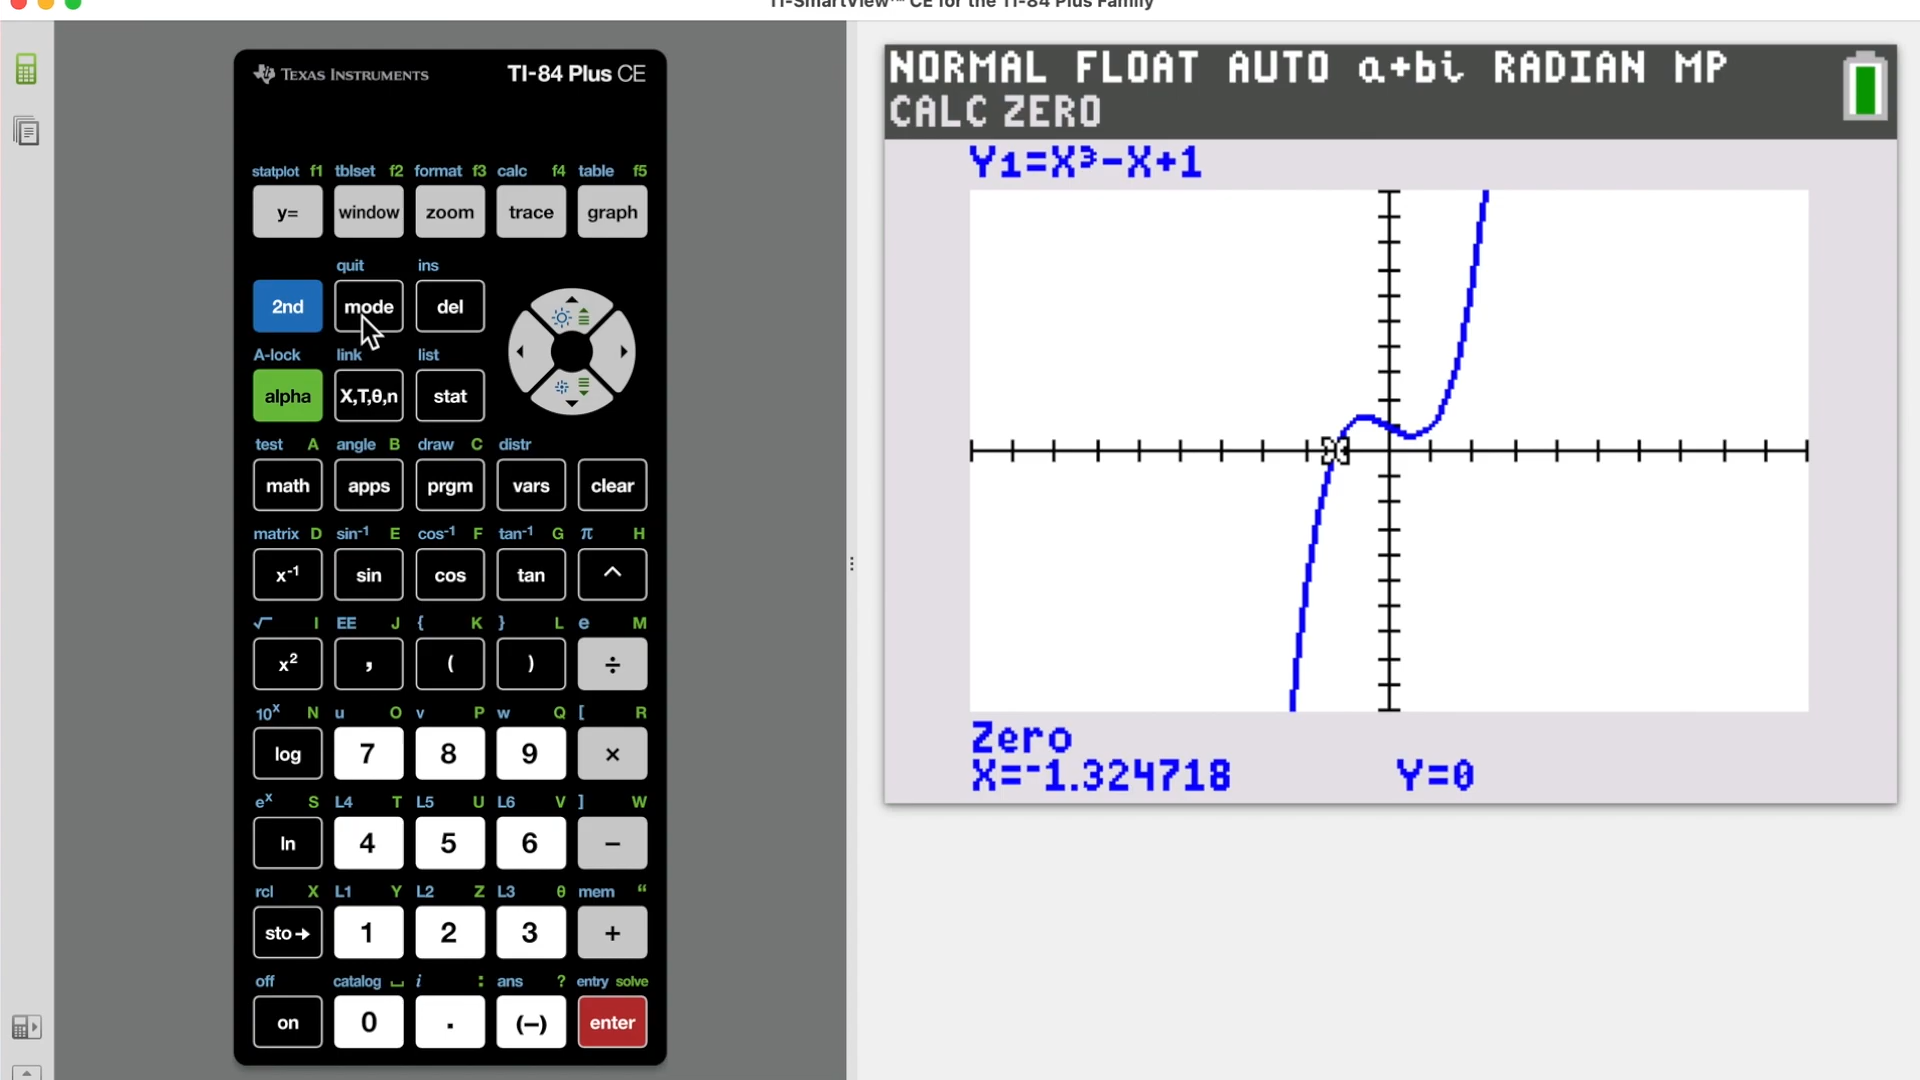 TI-SmartView™ CE for the TI-84 Plus Family
TEXAS INSTRUMENTS TI-84 Plus CE
statplot f1 tblset f2 format f3 calc f4 table f5
y= window zoom trace graph
quit ins
2nd mode del
A-lock link list
alpha X,T,θ,n stat
test A angle B draw C distr
math apps prgm vars clear
matrix D sin⁻¹ E cos⁻¹ F tan⁻¹ G π H
x⁻¹ sin cos tan ^
√ I EE J { K } L e M
x² , ( ) ÷
10ˣ N u O v P w Q [ R
log 7 8 9 ×
eˣ S L4 T L5 U L6 V ] W
ln 4 5 6 −
rcl X L1 Y L2 Z L3 θ mem “
sto→ 1 2 3 +
off catalog ⎵ i : ans ? entry solve
on 0 . (−) enter
NORMAL FLOAT AUTO a+bi RADIAN MP
CALC ZERO
Y1=X³-X+1
Zero
X=-1.324718 Y=0